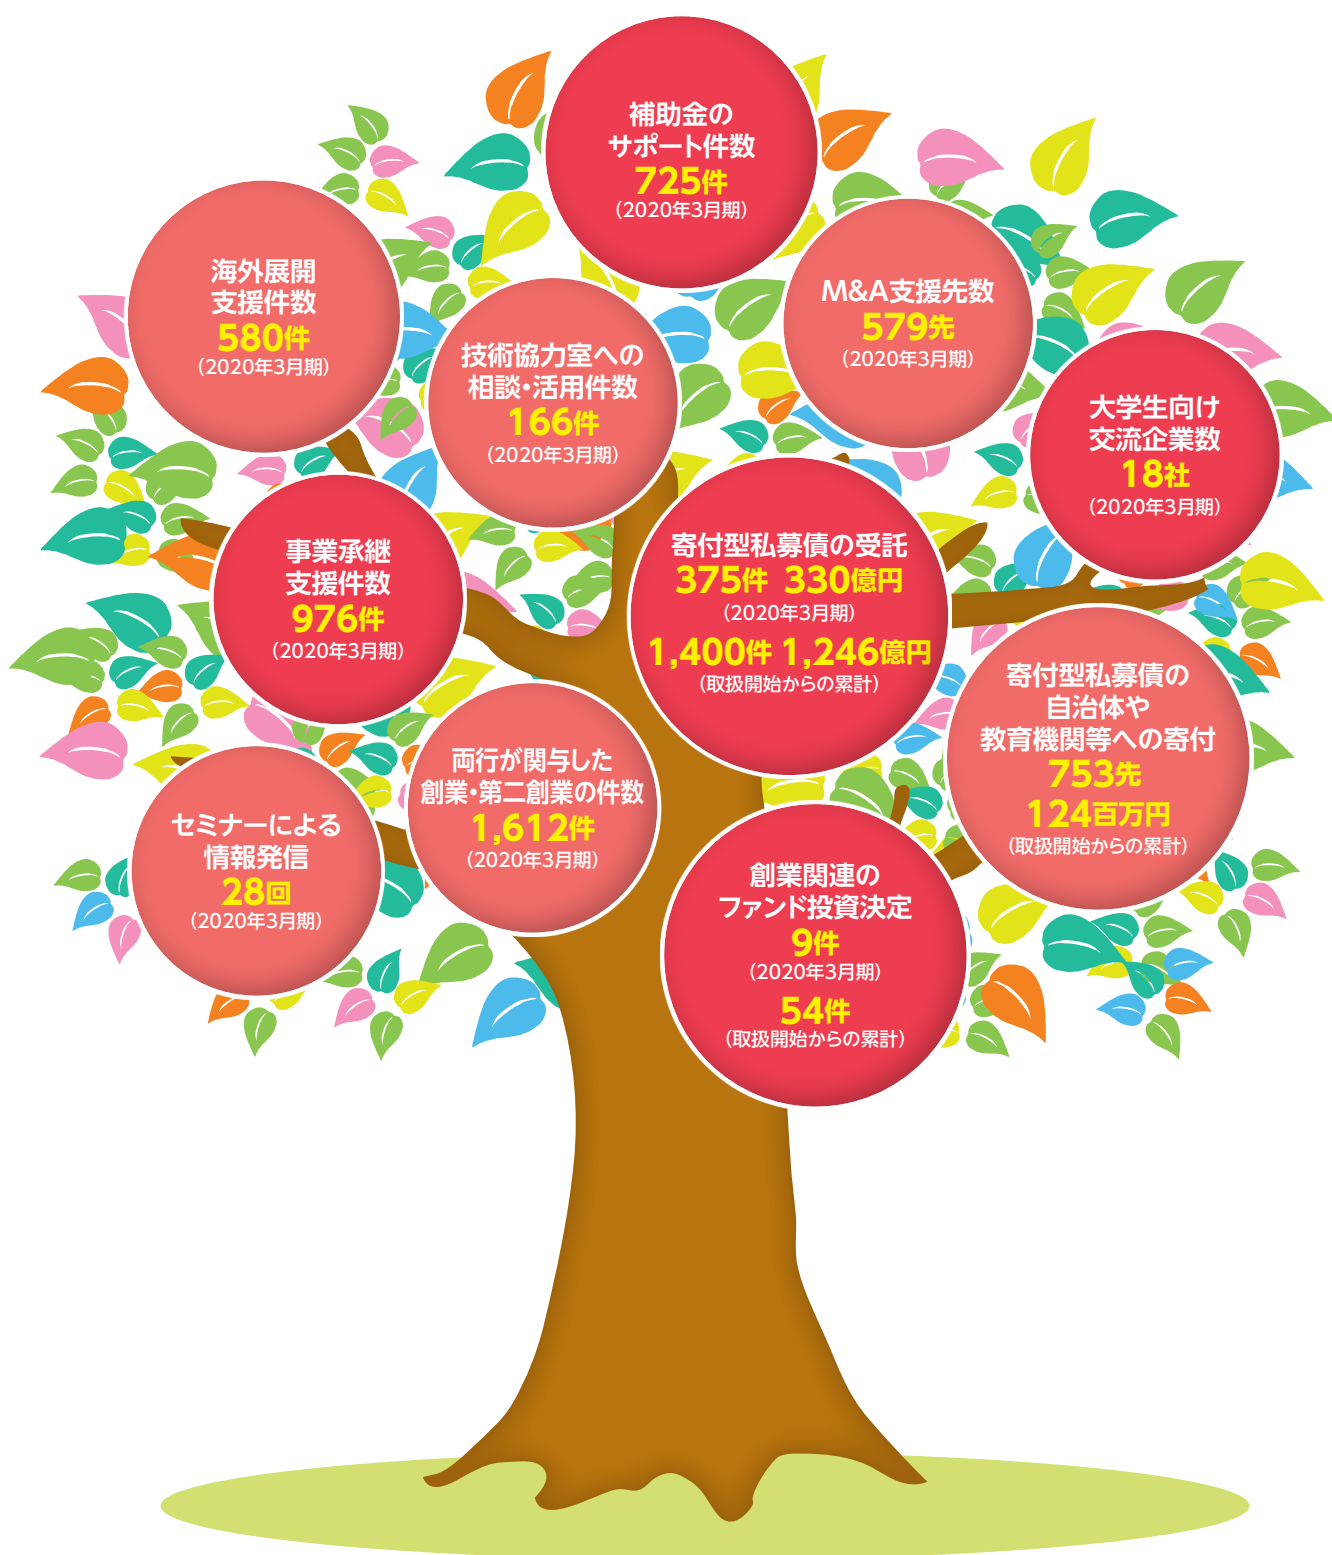 補助金の
サポート件数
725件
(2020年3月期)
海外展開
支援件数
580件
(2020年3月期)
M&A支援先数
579先
(2020年3月期)
技術協力室への
相談・活用件数
166件
(2020年3月期)
大学生向け
交流企業数
18社
(2020年3月期)
事業承継
支援件数
976件
(2020年3月期)
寄付型私募債の受託
375件 330億円
(2020年3月期)
1,400件 1,246億円
(取扱開始からの累計)
寄付型私募債の
自治体や
教育機関等への寄付
753先
124百万円
(取扱開始からの累計)
両行が関与した
創業・第二創業の件数
1,612件
(2020年3月期)
セミナーによる
情報発信
28回
(2020年3月期)
創業関連の
ファンド投資決定
9件
(2020年3月期)
54件
(取扱開始からの累計)